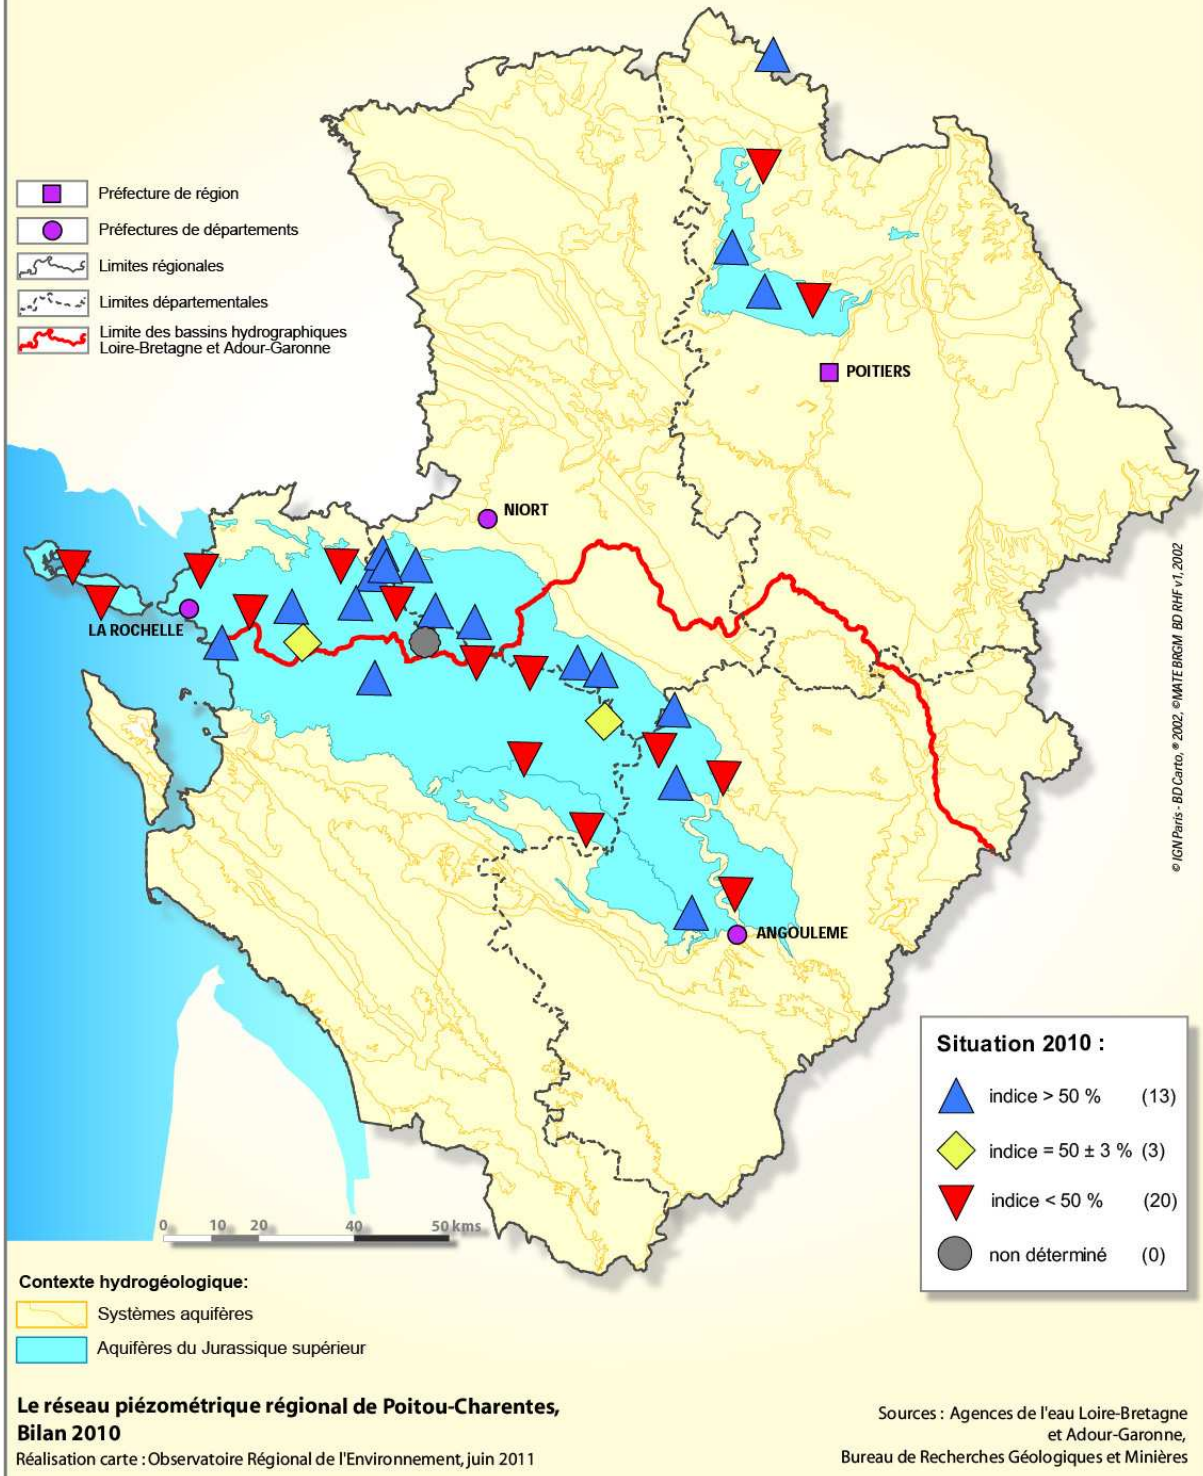 Préfecture de région
Préfectures de départements
Limites régionales
Limites départementales
Limite des bassins hydrographiques
Loire-Bretagne et Adour-Garonne
POITIERS
NIORT
LA ROCHELLE
ANGOULEME
© IGN Paris - BD Carto, ® 2002, ©MATE BRGM BD RHF v1, 2002
Situation 2010 :
indice > 50 % (13)
indice = 50 ± 3 % (3)
indice < 50 % (20)
non déterminé (0)
0 10 20 40 50 kms
Contexte hydrogéologique:
Systèmes aquifères
Aquifères du Jurassique supérieur
Le réseau piézométrique régional de Poitou-Charentes,
Bilan 2010
Réalisation carte : Observatoire Régional de l'Environnement, juin 2011
Sources : Agences de l'eau Loire-Bretagne
et Adour-Garonne,
Bureau de Recherches Géologiques et Minières